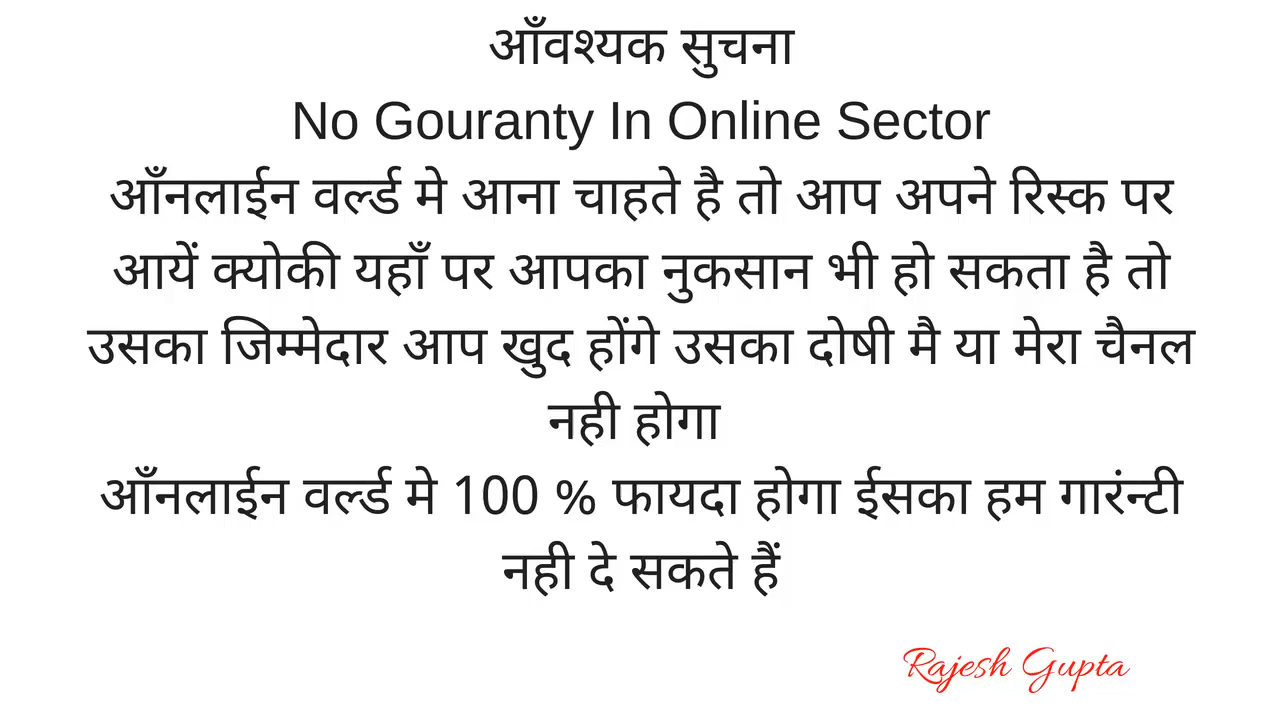 आँवश्यक सुचना
No Gouranty In Online Sector
आँनलाईन वर्ल्ड मे आना चाहते है तो आप अपने रिस्क पर
आयें क्योकी यहाँ पर आपका नुकसान भी हो सकता है तो
उसका जिम्मेदार आप खुद होंगे उसका दोषी मै या मेरा चैनल
नही होगा
आँनलाईन वर्ल्ड मे 100 % फायदा होगा ईसका हम गारंन्टी
नही दे सकते हैं
Rajesh Gupta